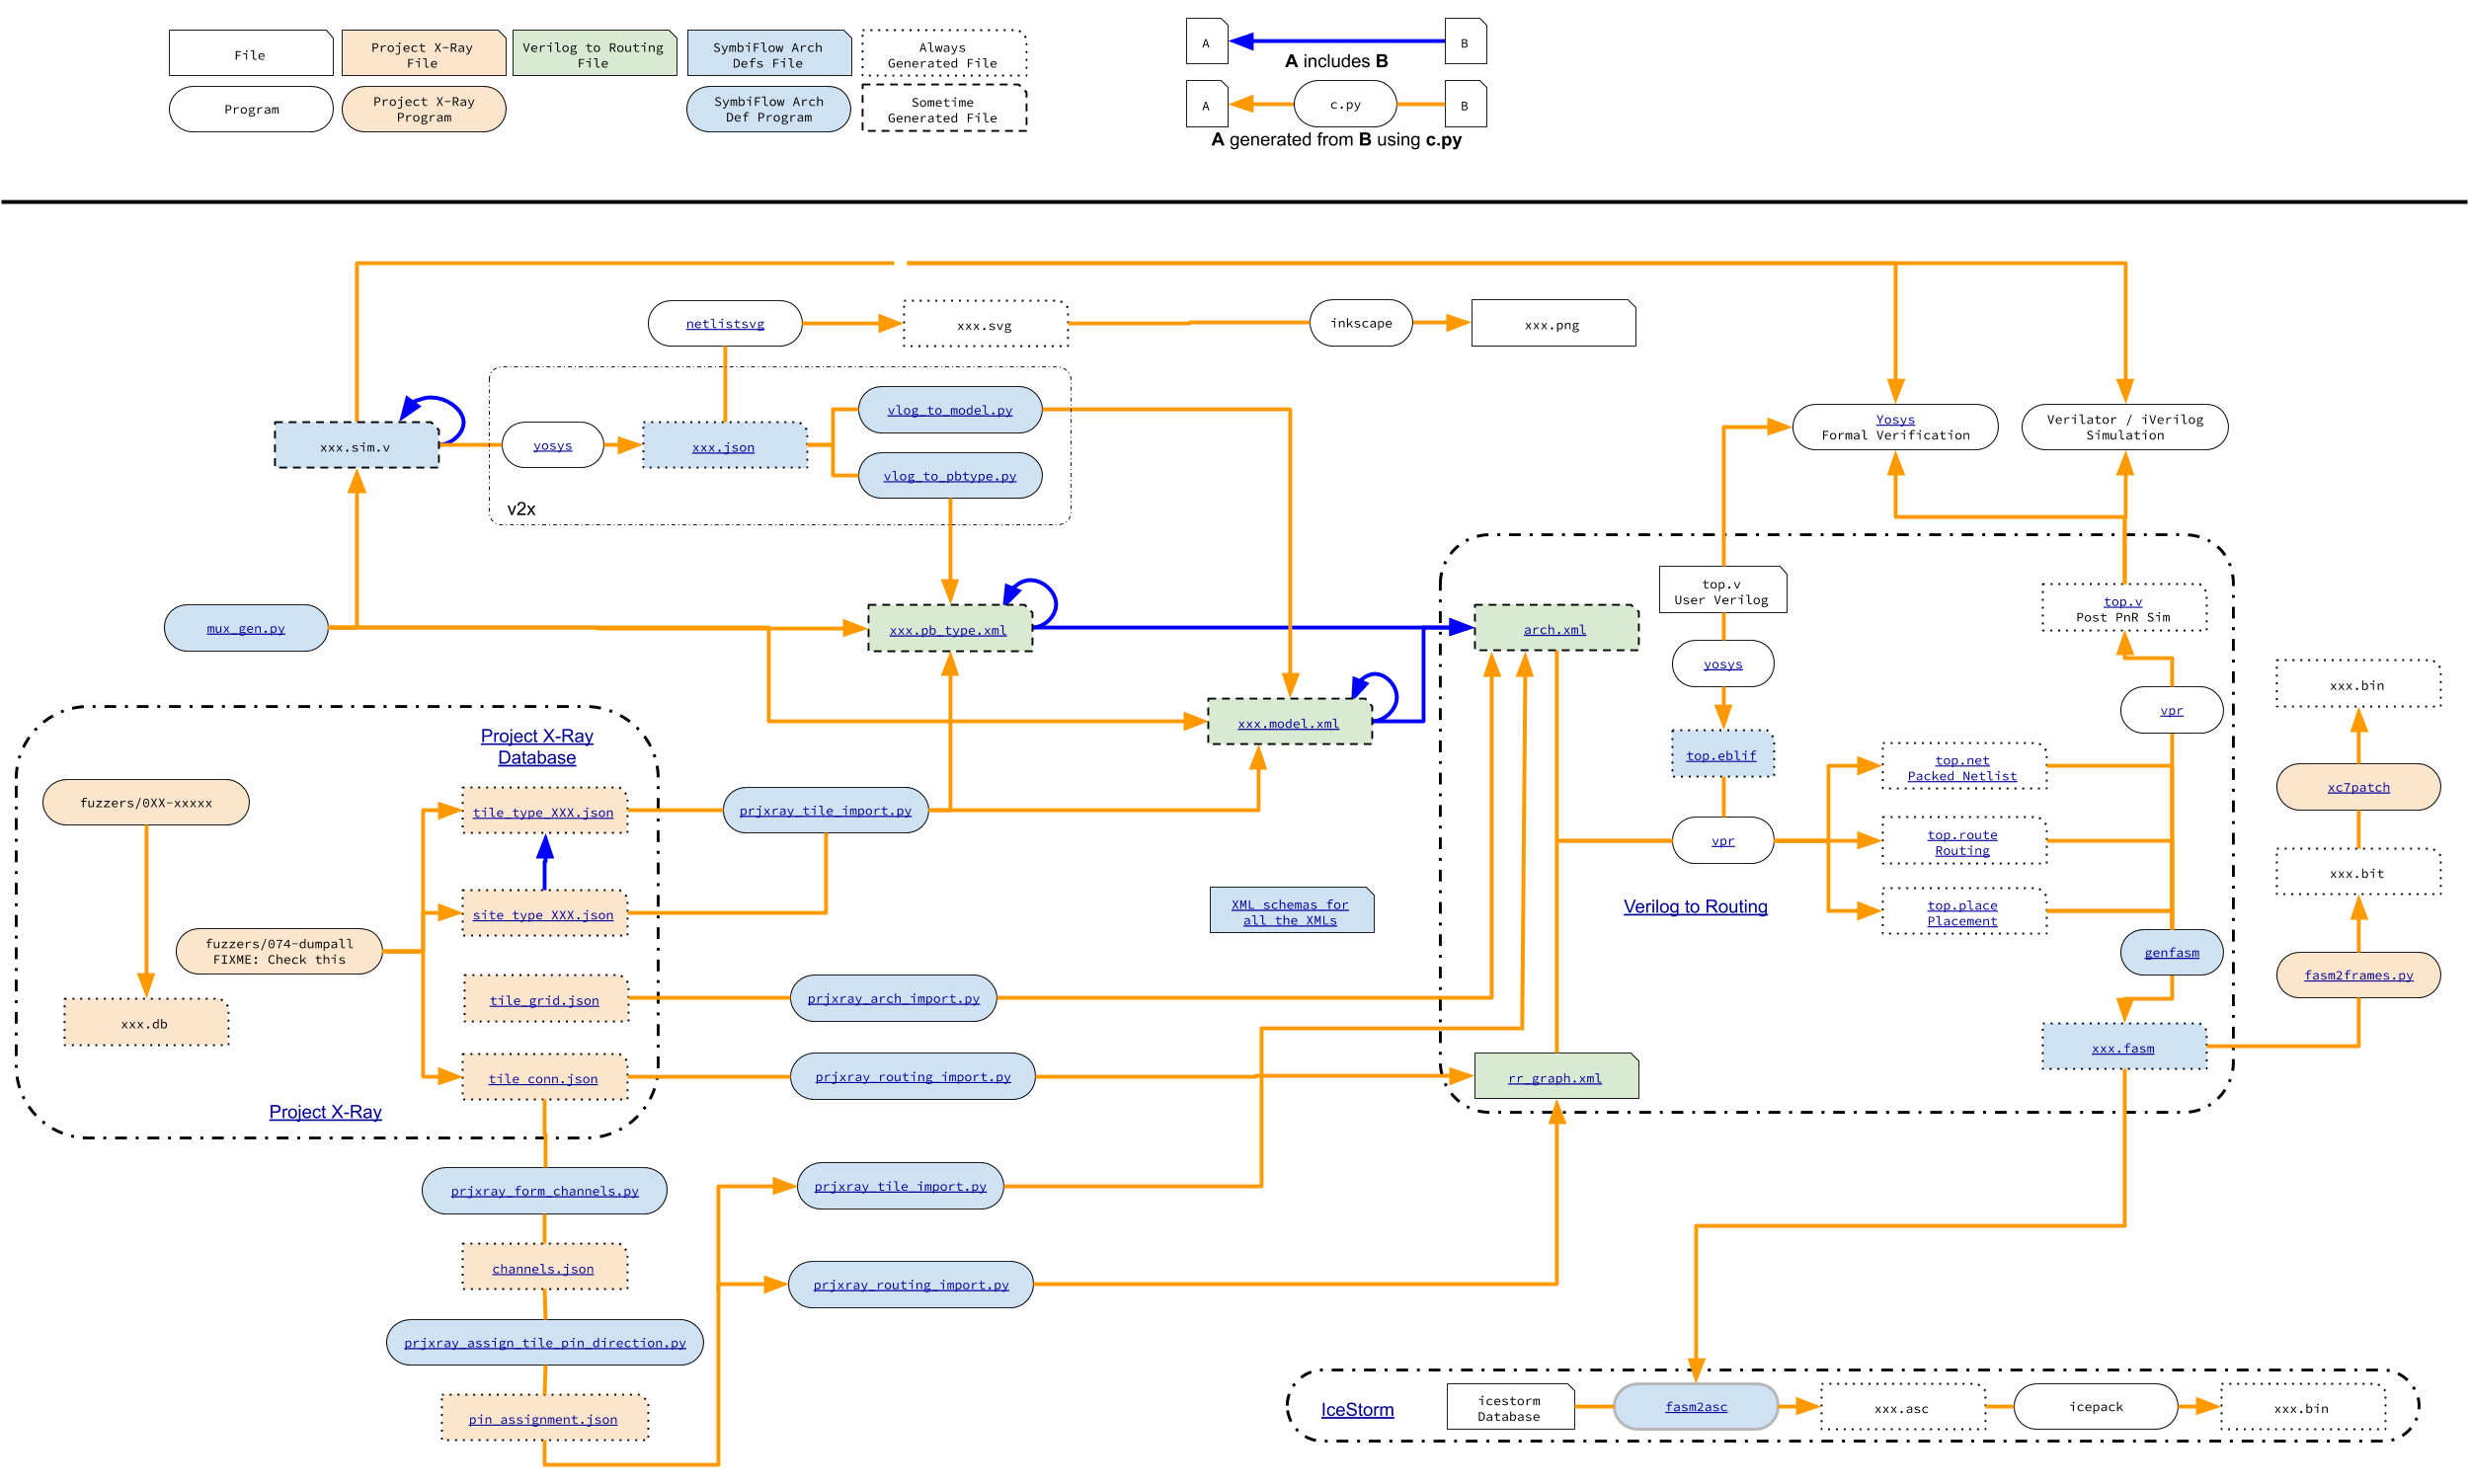 File
Project X-Ray
File
Verilog to Routing
File
SymbiFlow Arch
Defs File
Always
Generated File
Program
Project X-Ray
Program
SymbiFlow Arch
Def Program
Sometime
Generated File
A
B
A includes B
A
c.py
B
A generated from B using c.py
netlistsvg
xxx.svg
inkscape
xxx.png
xxx.sim.v
yosys
xxx.json
vlog_to_model.py
vlog_to_pbtype.py
v2x
Yosys
Formal Verification
Verilator / iVerilog
Simulation
mux_gen.py
xxx.pb_type.xml
xxx.model.xml
arch.xml
top.v
User Verilog
yosys
top.eblif
vpr
top.v
Post PnR Sim
vpr
top.net
Packed Netlist
top.route
Routing
top.place
Placement
Verilog to Routing
genfasm
xxx.fasm
rr_graph.xml
xxx.bin
xc7patch
xxx.bit
fasm2frames.py
Project X-Ray
Database
fuzzers/0XX-xxxxx
tile_type_XXX.json
prjxray_tile_import.py
site_type_XXX.json
XML schemas for
all the XMLs
fuzzers/074-dumpall
FIXME: Check this
xxx.db
tile_grid.json
prjxray_arch_import.py
tile_conn.json
prjxray_routing_import.py
Project X-Ray
prjxray_form_channels.py
prjxray_tile_import.py
channels.json
prjxray_routing_import.py
prjxray_assign_tile_pin_direction.py
pin_assignment.json
IceStorm
icestorm
Database
fasm2asc
xxx.asc
icepack
xxx.bin